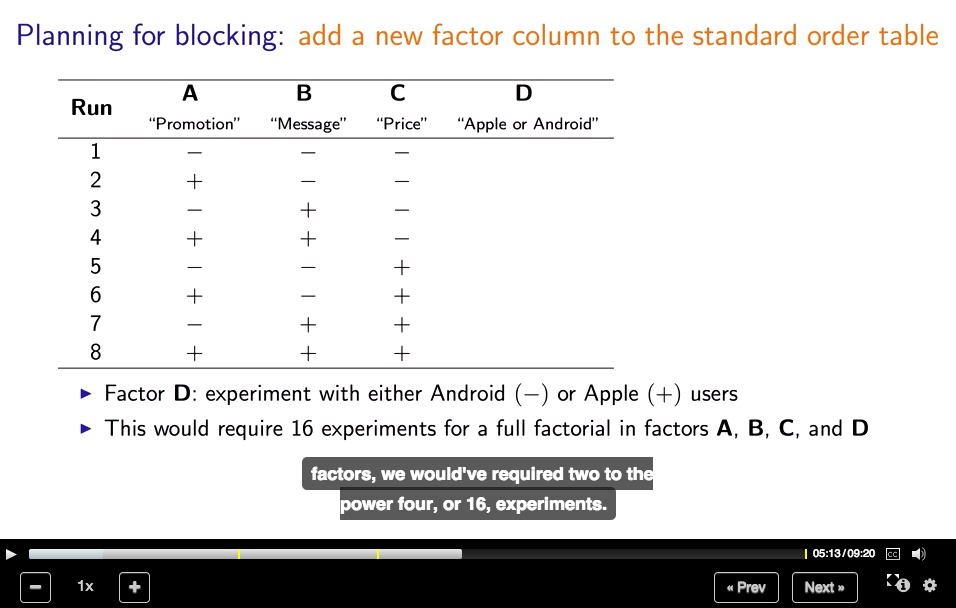 Planning for blocking: add a new factor column to the standard order table
Run A B C D
"Promotion" "Message" "Price" "Apple or Android"
1 − − −
2 + − −
3 − + −
4 + + −
5 − − +
6 + − +
7 − + +
8 + + +
▶ Factor D: experiment with either Android (−) or Apple (+) users
▶ This would require 16 experiments for a full factorial in factors A, B, C, and D
factors, we would've required two to the
power four, or 16, experiments.
05:13/09:20 CC
− 1x + « Prev Next »